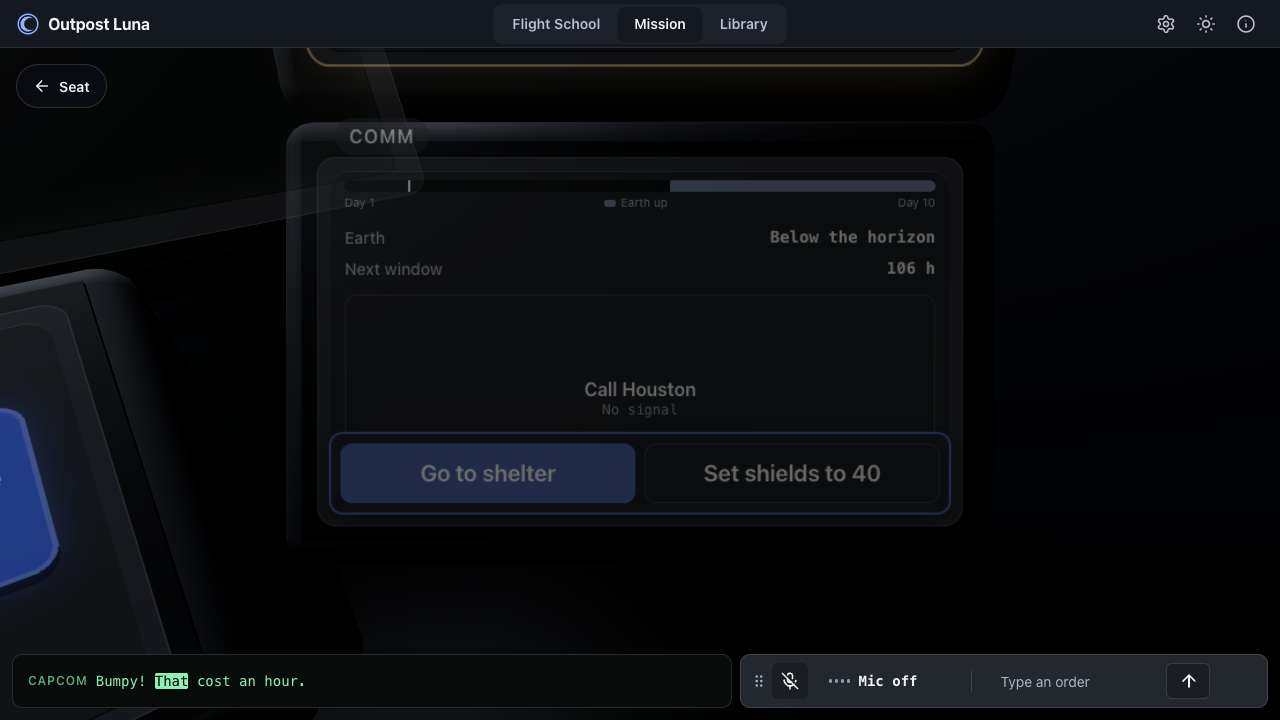 Outpost Luna
Flight School Mission Library
Seat
COMM
Day 1 Earth up Day 10
Earth Below the horizon
Next window 106 h
Call Houston
No signal
Go to shelter Set shields to 40
CAPCOM Bumpy! That cost an hour.
Mic off Type an order